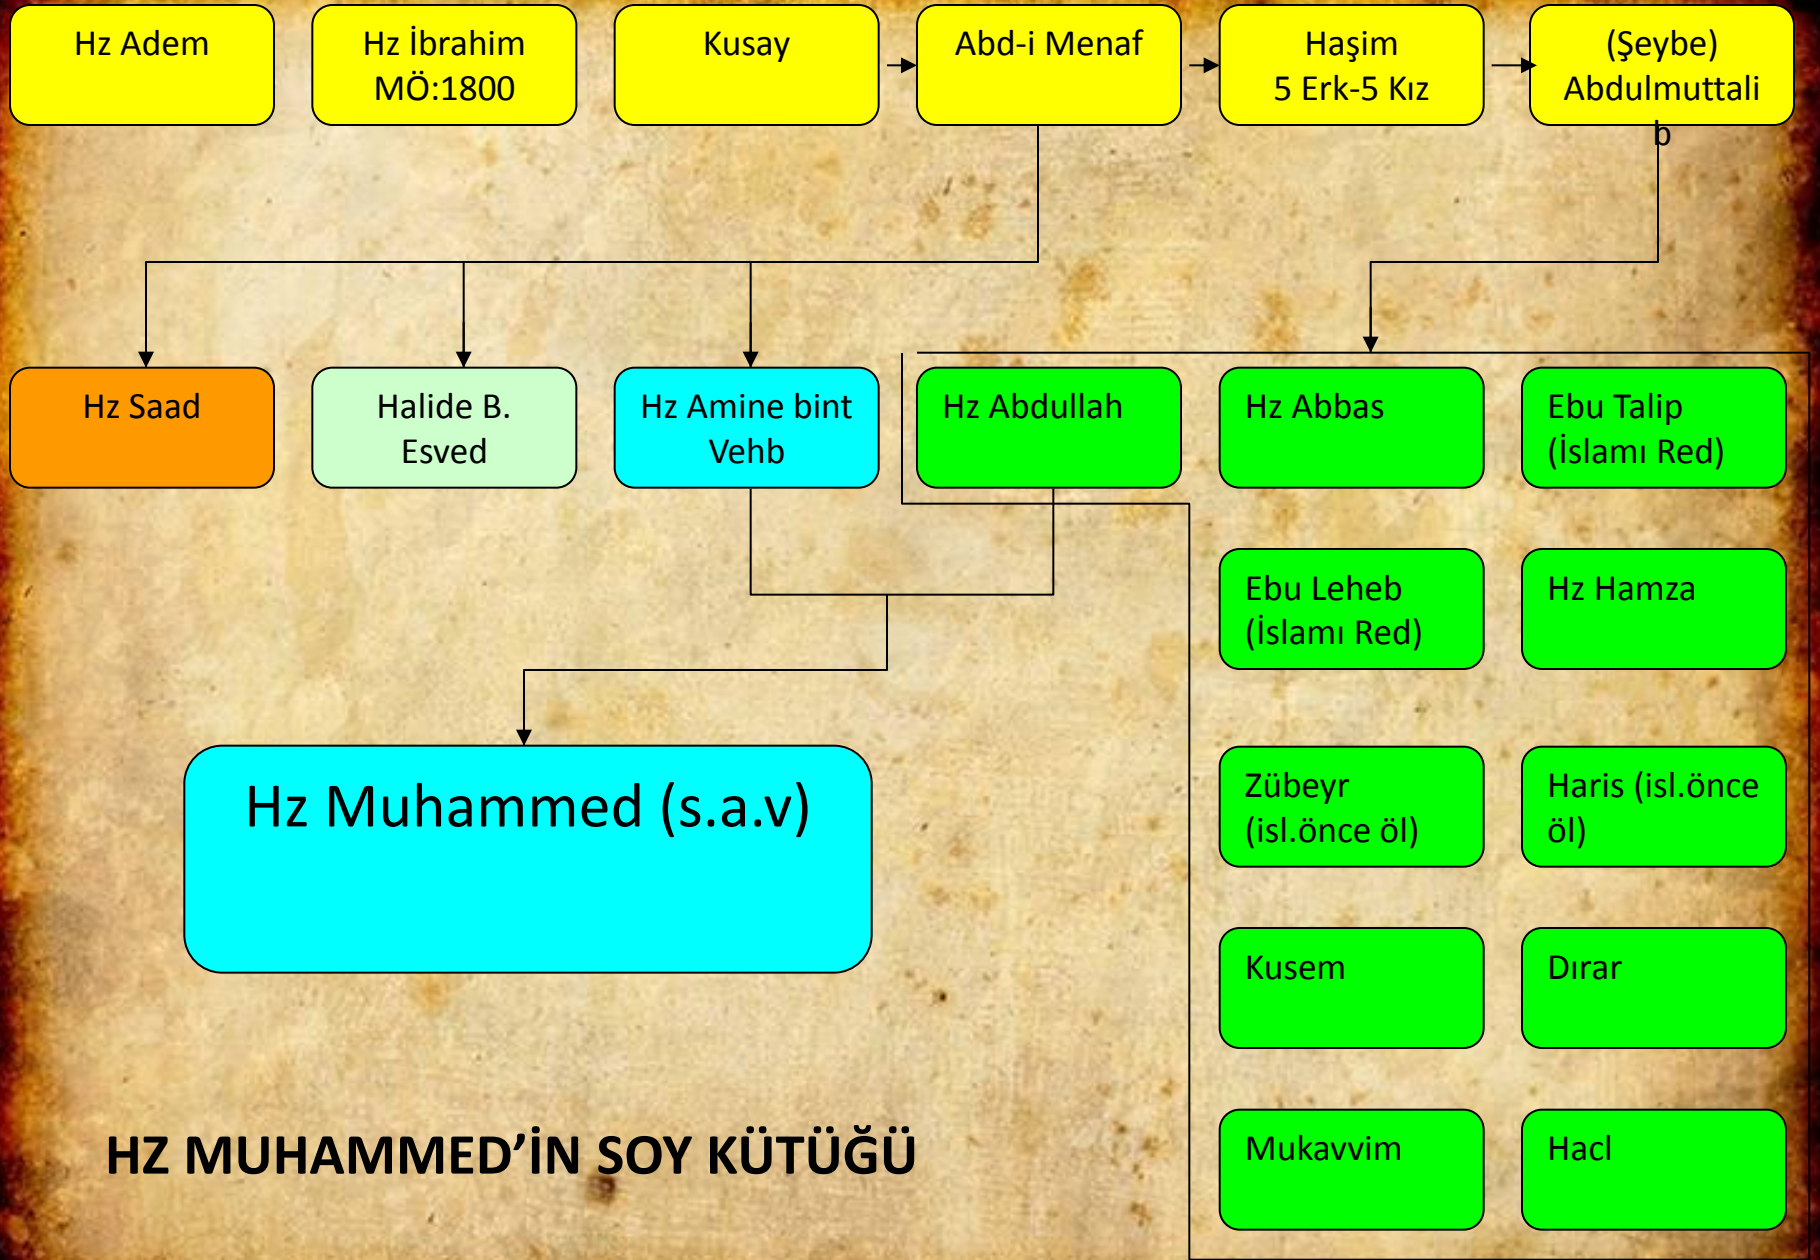 Hz Adem
Hz İbrahim
MÖ:1800
Kusay
Abd-i Menaf
Haşim
5 Erk-5 Kız
(Şeybe)
Abdulmuttali
b
Hz Saad
Halide B.
Esved
Hz Amine bint
Vehb
Hz Abdullah
Hz Abbas
Ebu Talip
(İslamı Red)
Ebu Leheb
(İslamı Red)
Hz Hamza
Hz Muhammed (s.a.v)
Zübeyr
(isl.önce öl)
Haris (isl.önce
öl)
Kusem
Dırar
HZ MUHAMMED’İN SOY KÜTÜĞÜ
Mukavvim
Hacl